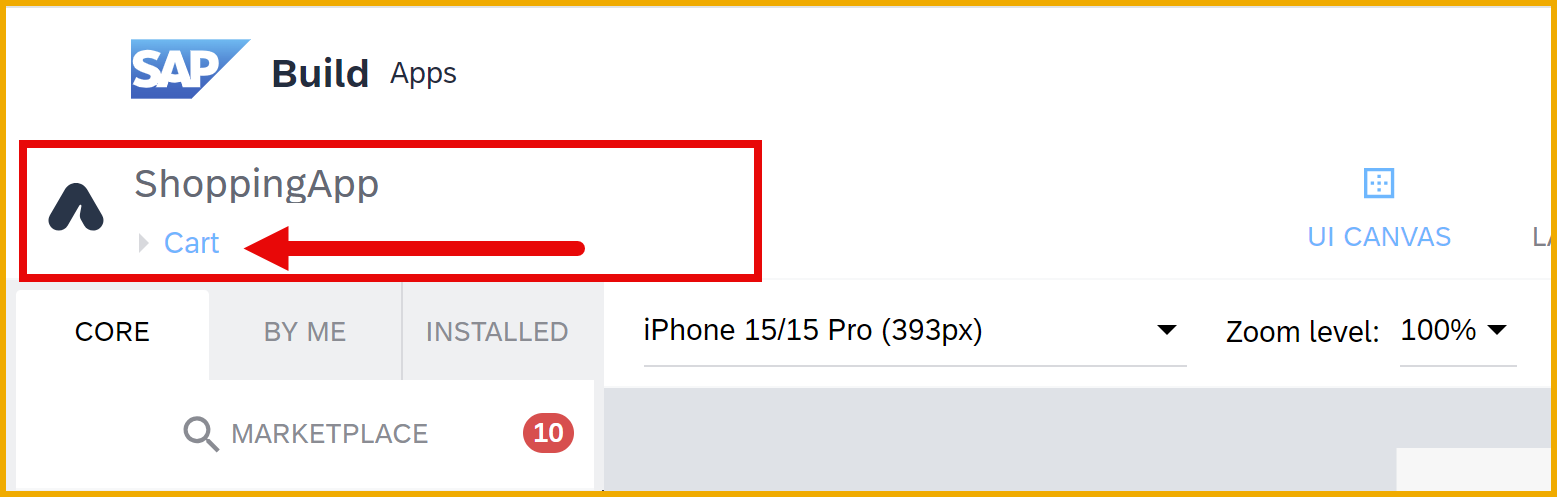 SAP Build Apps
ShoppingApp
Cart
UI CANVAS
CORE BY ME INSTALLED
iPhone 15/15 Pro (393px) Zoom level: 100%
MARKETPLACE 10